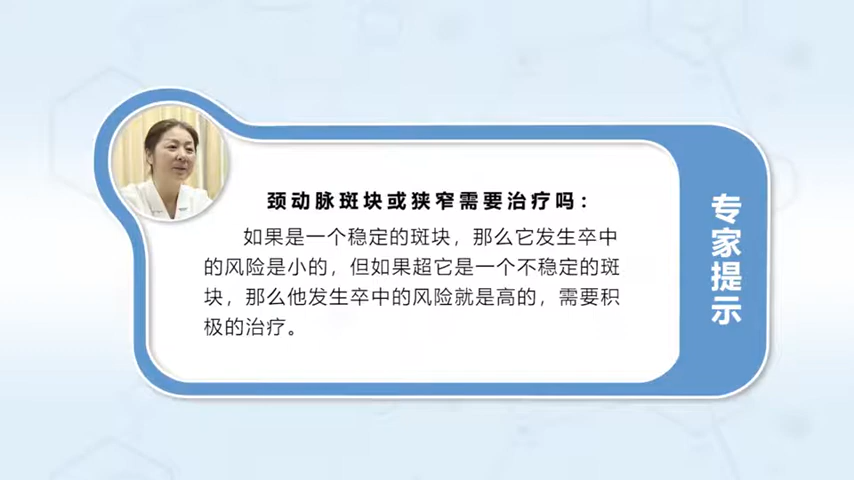 颈动脉斑块或狭窄需要治疗吗：
如果是一个稳定的斑块，那么它发生卒中
的风险是小的，但如果超它是一个不稳定的斑
块，那么他发生卒中的风险就是高的，需要积
极的治疗。
专家提示